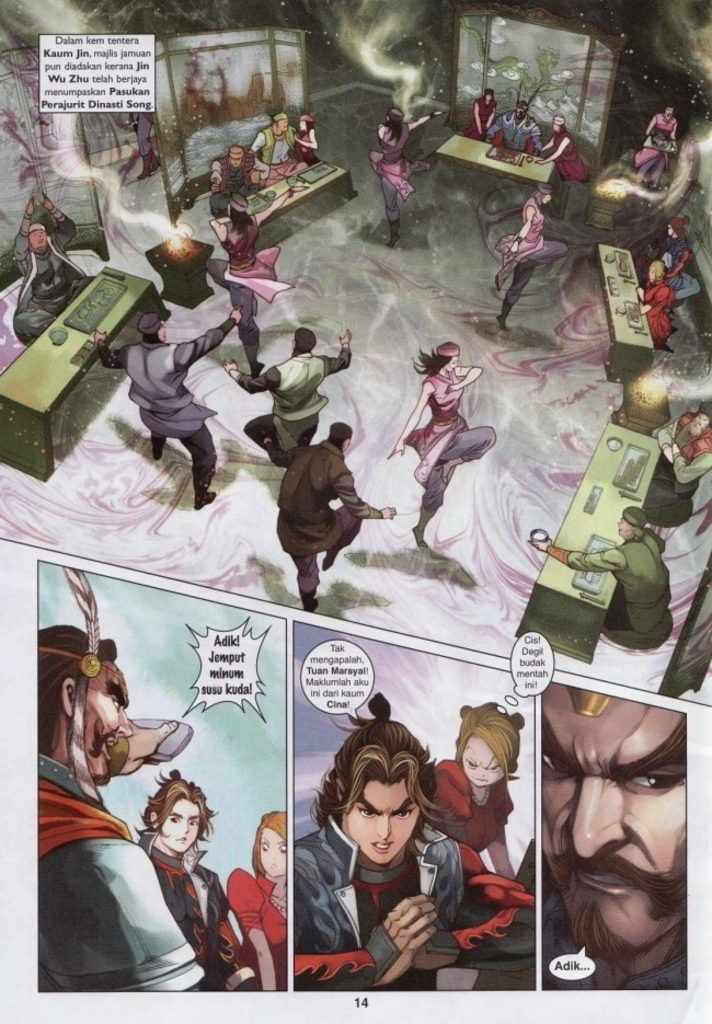 Dalam kem tentera
Kaum Jin, majlis jamuan
pun diadakan kerana Jin
Wu Zhu telah berjaya
menumpaskan Pasukan
Perajurit Dinasti Song.
Adik!
Jemput
minum
susu kuda!
Tak
mengapalah,
Tuan Marsyal!
Maklumlah aku
ini dari kaum
Cina!
Cis!
Degil
budak
mentah
ini!
Adik...
14